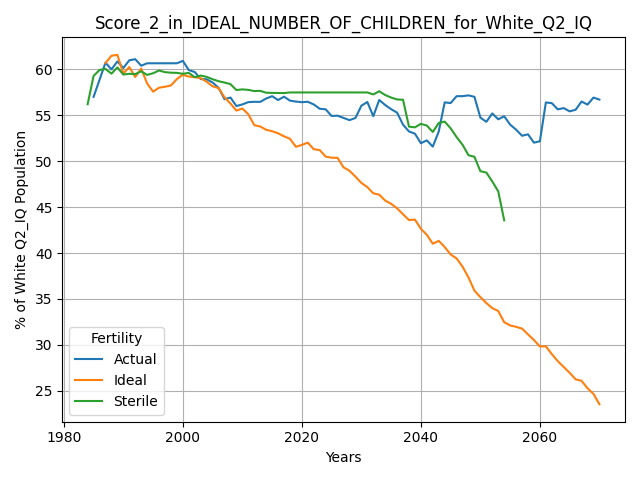 Score_2_in_IDEAL_NUMBER_OF_CHILDREN_for_White_Q2_IQ
% of White Q2_IQ Population
60
55
50
45
40
35
30
25
Fertility
Actual
Ideal
Sterile
1980
2000
2020
2040
2060
Years